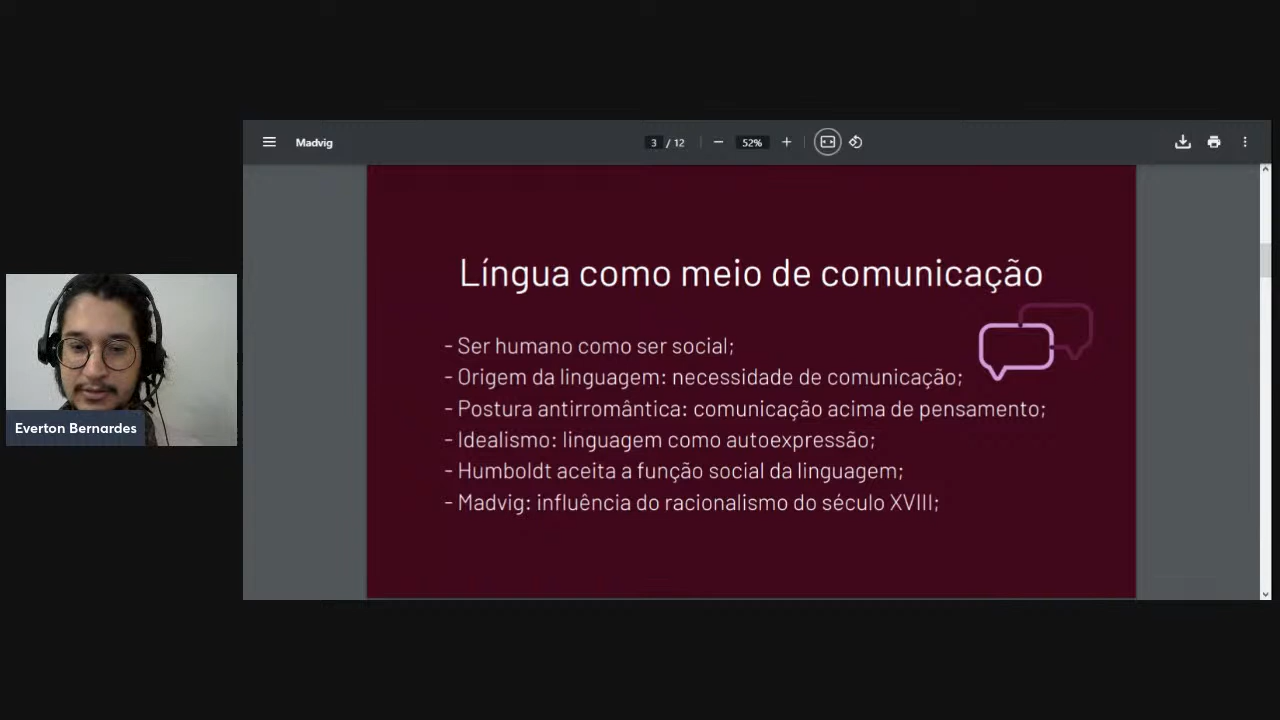 Madvig
3 / 12
52%
Língua como meio de comunicação
- Ser humano como ser social;
- Origem da linguagem: necessidade de comunicação;
- Postura antirromântica: comunicação acima de pensamento;
- Idealismo: linguagem como autoexpressão;
- Humboldt aceita a função social da linguagem;
- Madvig: influência do racionalismo do século XVIII;
Everton Bernardes